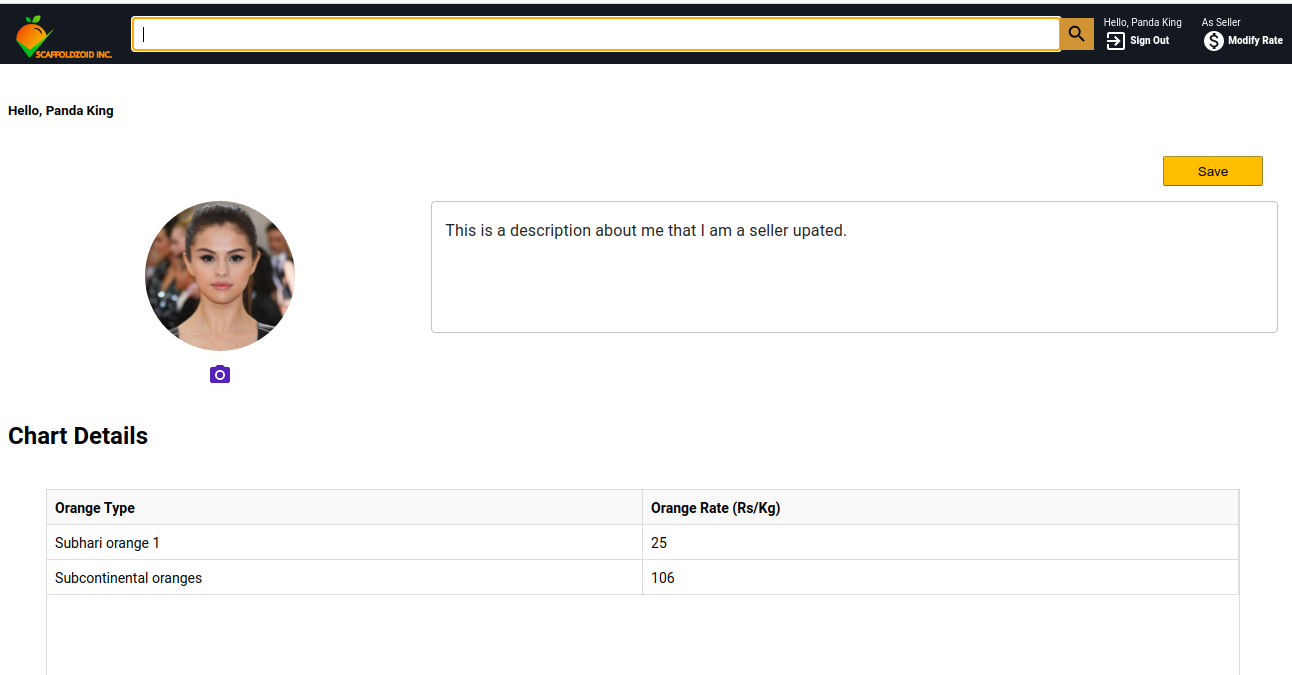 SCAFFOLDZOID INC.
Hello, Panda King
Sign Out
As Seller
Modify Rate
Hello, Panda King
Save
This is a description about me that I am a seller upated.
Chart Details
Orange Type
Orange Rate (Rs/Kg)
Subhari orange 1
25
Subcontinental oranges
106